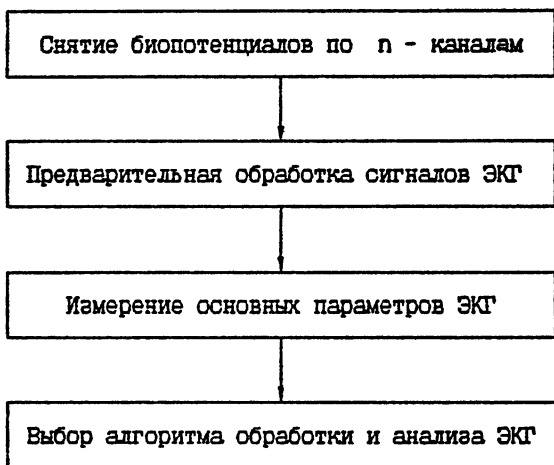 Снятие биопотенциалов по n - каналам
Предварительная обработка сигналов ЭКГ
Измерение основных параметров ЭКГ
Выбор алгоритма обработки и анализа ЭКГ